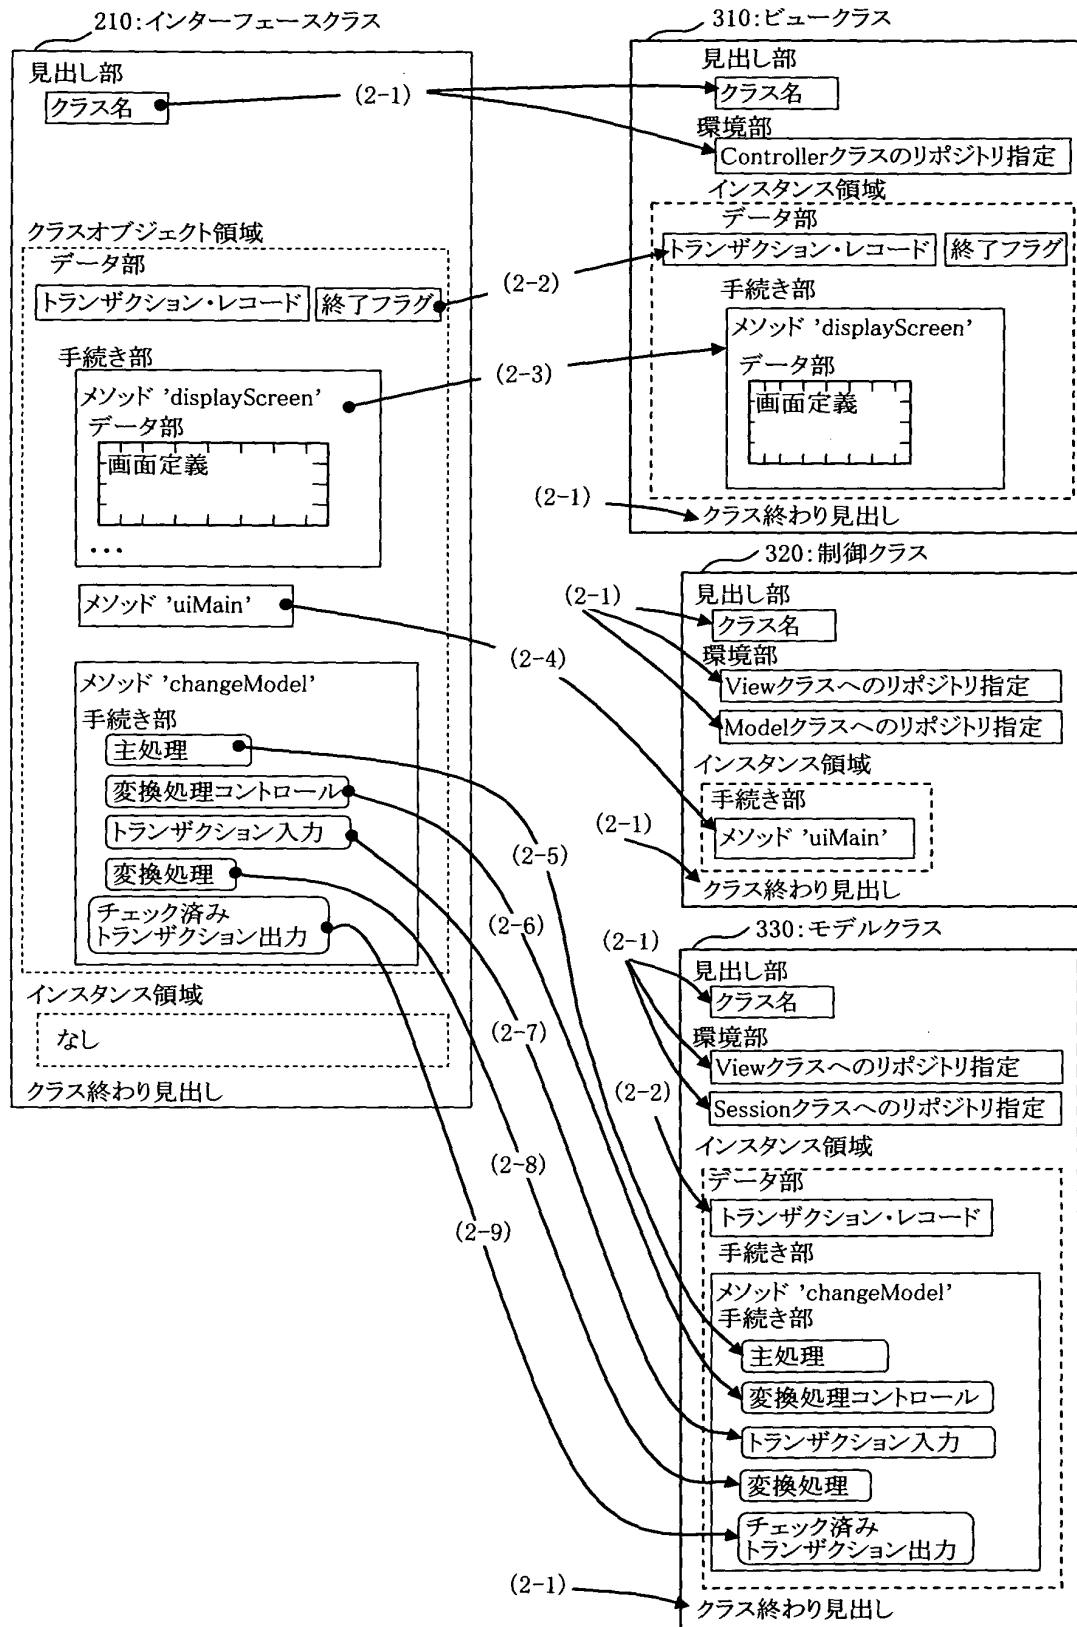 210:インターフェースクラス
見出し部
クラス名
クラスオブジェクト領域
データ部
トランザクション・レコード
終了フラグ
手続き部
メソッド 'displayScreen'
データ部
画面定義
・・・
メソッド 'uiMain'
メソッド 'changeModel'
手続き部
主処理
変換処理コントロール
トランザクション入力
変換処理
チェック済み
トランザクション出力
インスタンス領域
なし
クラス終わり見出し
(2-1)
(2-2)
(2-3)
(2-1)
(2-1)
(2-4)
(2-1)
(2-5)
(2-6)
(2-1)
(2-7)
(2-2)
(2-8)
(2-9)
(2-1)
310:ビュークラス
見出し部
クラス名
環境部
Controllerクラスのリポジトリ指定
インスタンス領域
データ部
トランザクション・レコード
終了フラグ
手続き部
メソッド 'displayScreen'
データ部
画面定義
クラス終わり見出し
320:制御クラス
見出し部
クラス名
環境部
Viewクラスへのリポジトリ指定
Modelクラスへのリポジトリ指定
インスタンス領域
手続き部
メソッド 'uiMain'
クラス終わり見出し
330:モデルクラス
見出し部
クラス名
環境部
Viewクラスへのリポジトリ指定
Sessionクラスへのリポジトリ指定
インスタンス領域
データ部
トランザクション・レコード
手続き部
メソッド 'changeModel'
手続き部
主処理
変換処理コントロール
トランザクション入力
変換処理
チェック済み
トランザクション出力
クラス終わり見出し